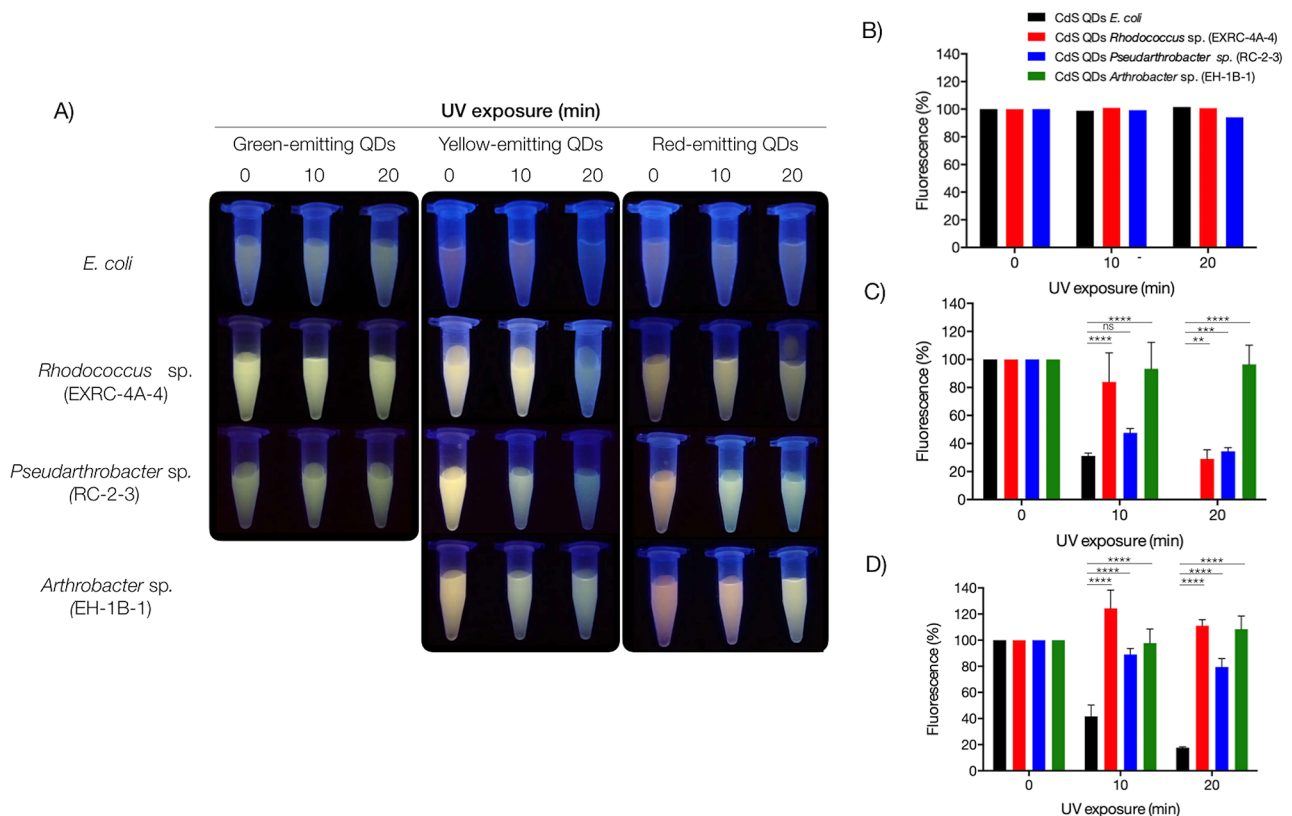 A)
UV exposure (min)
Green-emitting QDs Yellow-emitting QDs Red-emitting QDs
0 10 20 0 10 20 0 10 20
E. coli
Rhodococcus sp.
(EXRC-4A-4)
Pseudarthrobacter sp.
(RC-2-3)
Arthrobacter sp.
(EH-1B-1)
B)
CdS QDs E. coli
CdS QDs Rhodococcus sp. (EXRC-4A-4)
CdS QDs Pseudarthrobacter sp. (RC-2-3)
CdS QDs Arthrobacter sp. (EH-1B-1)
Fluorescence (%)
140
120
100
80
60
40
20
0
0 10 - 20
UV exposure (min)
C)
Fluorescence (%)
140
120
100
80
60
40
20
0
****
ns
****
****
***
**
0 10 20
UV exposure (min)
D)
Fluorescence (%)
140
120
100
80
60
40
20
0
****
****
****
****
****
****
0 10 20
UV exposure (min)